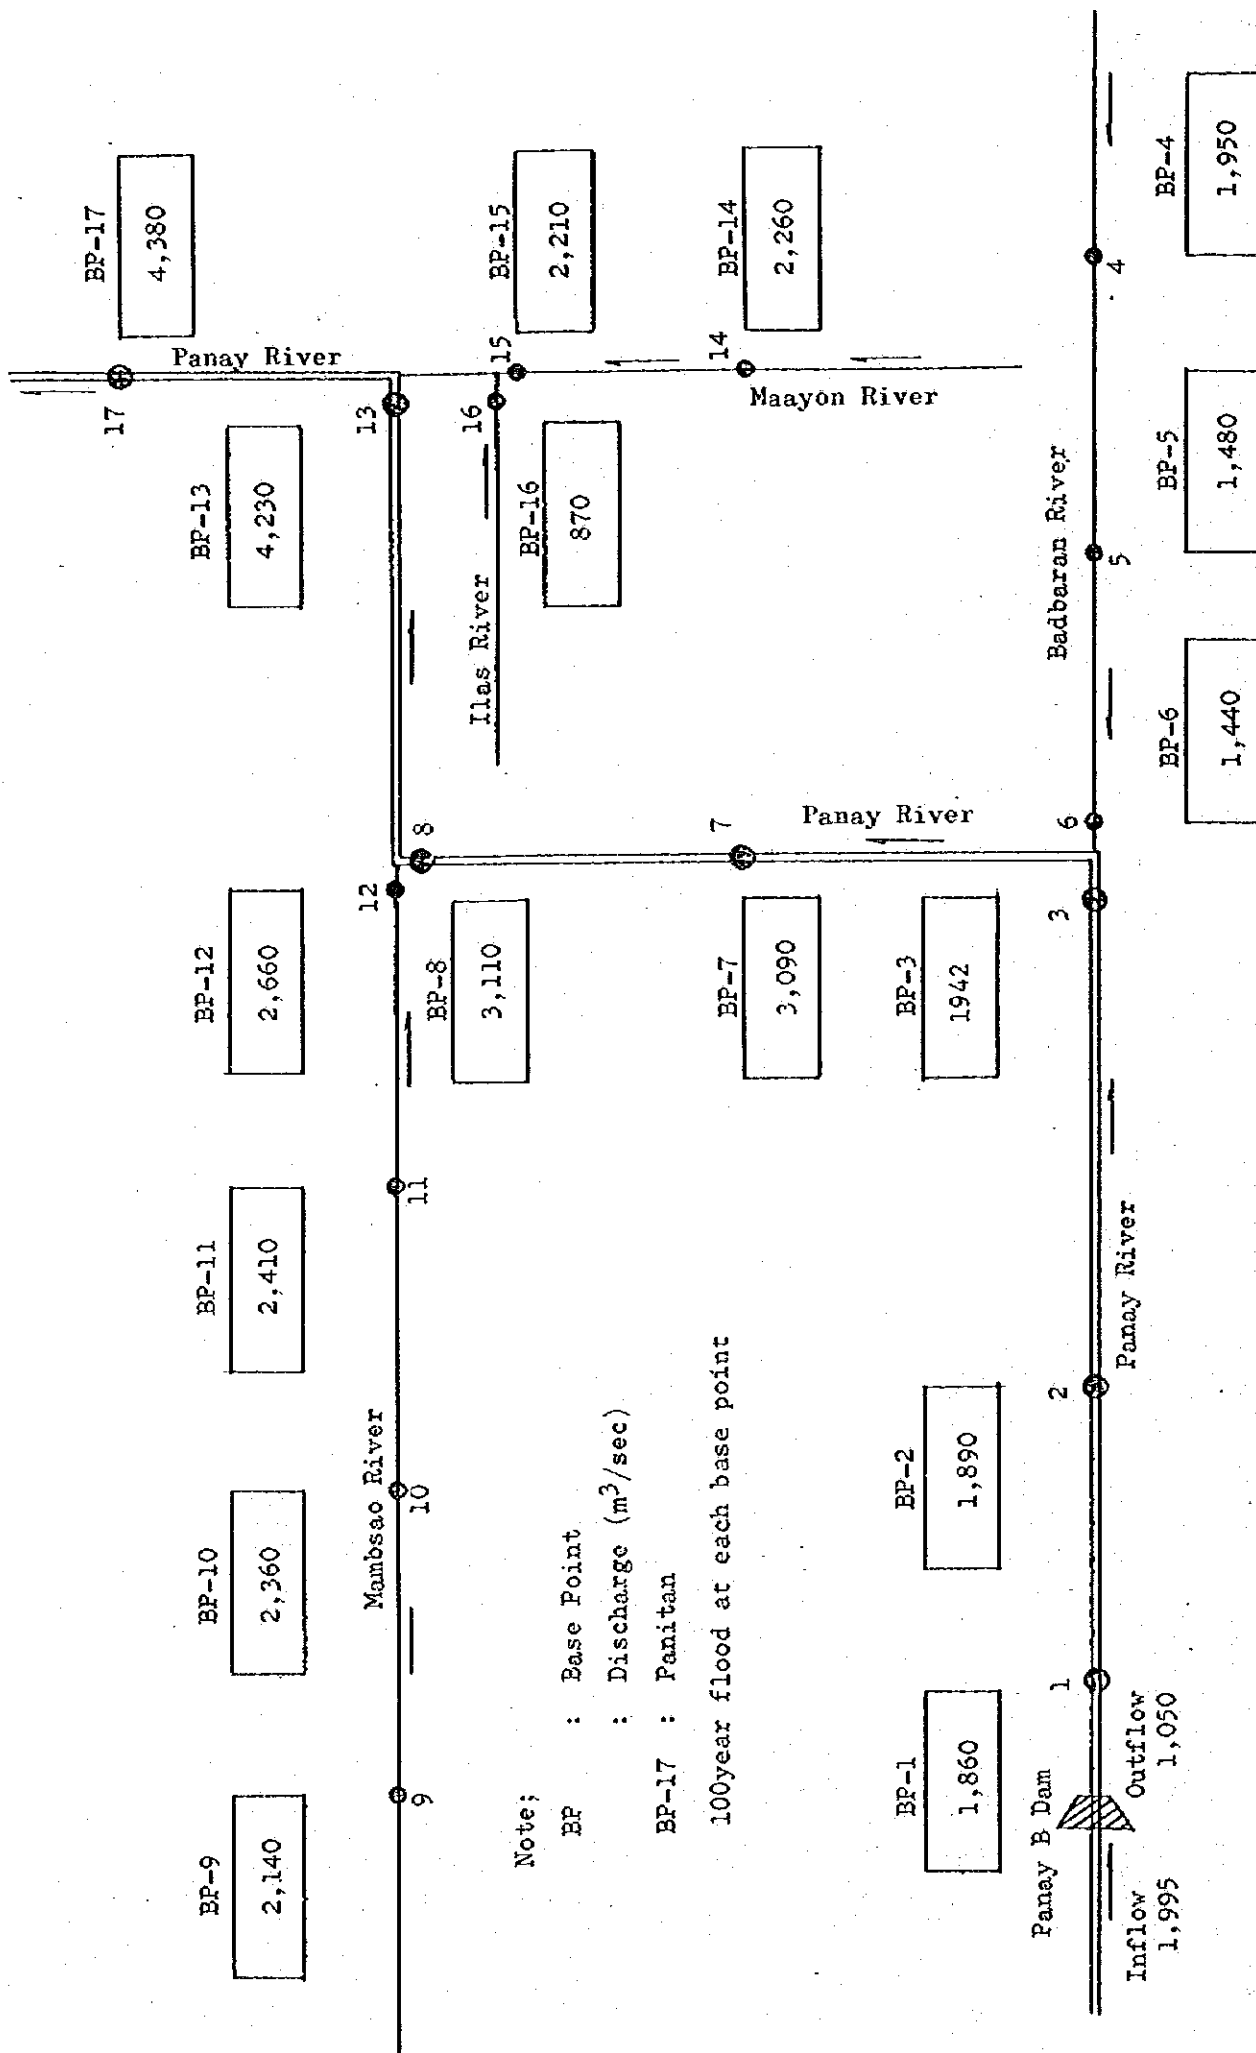 BP-9
2,140
BP-10
2,360
BP-11
2,410
BP-12
2,660
BP-13
4,230
BP-17
4,380
9
Mambsao River
10
11
12
8
13
17
Panay River
BP-8
3,110
Ilas River
16
15
BP-16
870
BP-15
2,210
Note;
BP : Base Point
: Discharge (m³/sec)
BP-17 : Panitan
100year flood at each base point
BP-7
3,090
7
14
BP-14
2,260
Maayon River
Panay River
BP-1
1,860
BP-2
1,890
BP-3
1942
Panay B Dam
1
2
3
6
Badbaran River
5
4
Inflow
1,995
Outflow
1,050
Panay River
BP-6
1,440
BP-5
1,480
BP-4
1,950